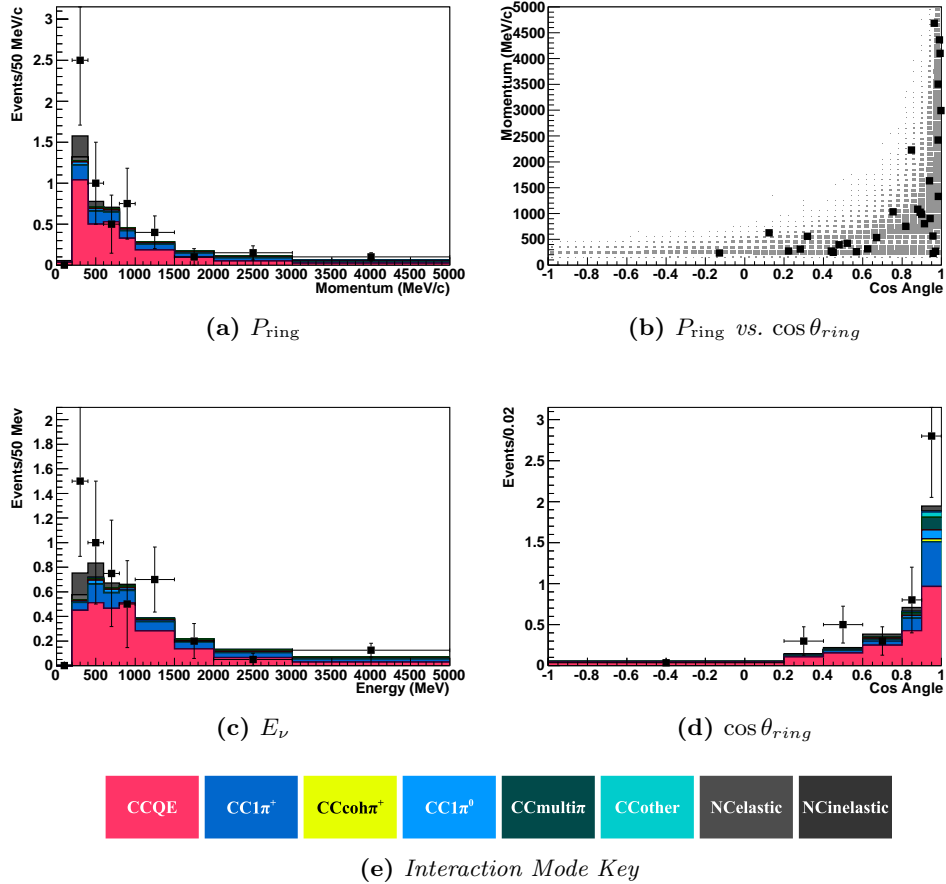 Events/50 MeV/c
3
2.5
2
1.5
1
0.5
0
500 1000 1500 2000 2500 3000 3500 4000 4500 5000
Momentum (MeV/c)
(a) P_ring
Momentum (MeV/c)
5000
4500
4000
3500
3000
2500
2000
1500
1000
500
0
-1 -0.8 -0.6 -0.4 -0.2 0 0.2 0.4 0.6 0.8 1
Cos Angle
(b) P_ring vs. cos θ_ring
Events/50 Mev
2
1.8
1.6
1.4
1.2
1
0.8
0.6
0.4
0.2
0
0 500 1000 1500 2000 2500 3000 3500 4000 4500 5000
Energy (MeV)
(c) E_ν
Events/0.02
3
2.5
2
1.5
1
0.5
0
-1 -0.8 -0.6 -0.4 -0.2 0 0.2 0.4 0.6 0.8 1
Cos Angle
(d) cos θ_ring
CCQE CC1π⁺ CCcohπ⁺ CC1π⁰ CCmultiπ CCother NCelastic NCinelastic
(e) Interaction Mode Key